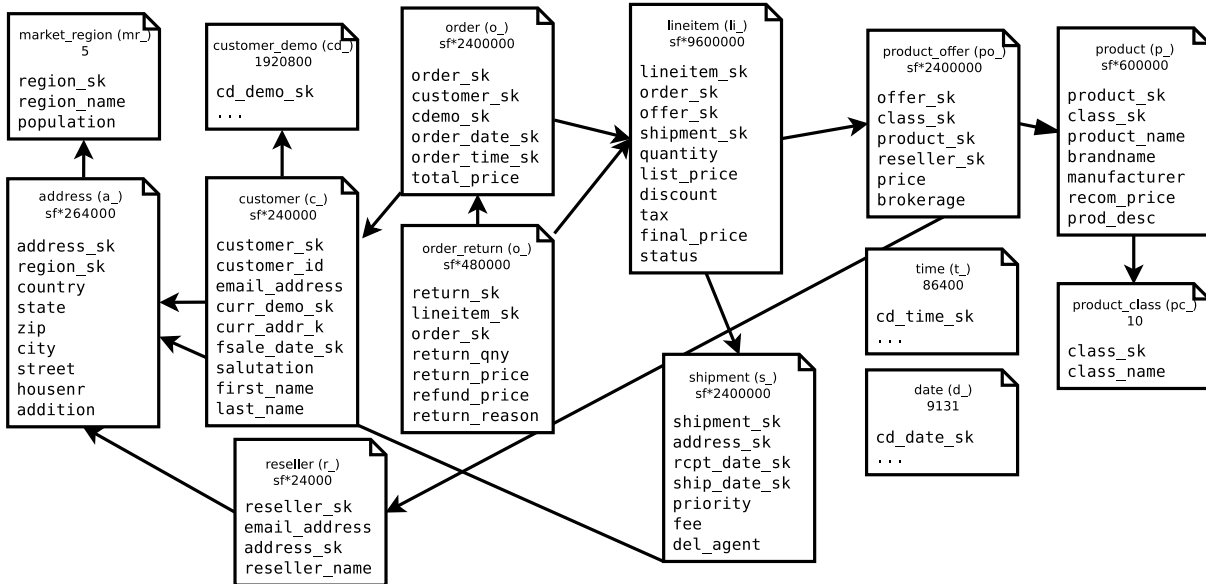 market_region (mr_)
5
region_sk
region_name
population
customer_demo (cd_)
1920800
cd_demo_sk
...
order (o_)
sf*2400000
order_sk
customer_sk
cdemo_sk
order_date_sk
order_time_sk
total_price
lineitem (li_)
sf*9600000
lineitem_sk
order_sk
offer_sk
shipment_sk
quantity
list_price
discount
tax
final_price
status
product_offer (po_)
sf*2400000
offer_sk
class_sk
product_sk
reseller_sk
price
brokerage
product (p_)
sf*600000
product_sk
class_sk
product_name
brandname
manufacturer
recom_price
prod_desc
address (a_)
sf*264000
address_sk
region_sk
country
state
zip
city
street
housenr
addition
customer (c_)
sf*240000
customer_sk
customer_id
email_address
curr_demo_sk
curr_addr_k
fsale_date_sk
salutation
first_name
last_name
order_return (o_)
sf*480000
return_sk
lineitem_sk
order_sk
return_qny
return_price
refund_price
return_reason
time (t_)
86400
cd_time_sk
...
product_class (pc_)
10
class_sk
class_name
shipment (s_)
sf*2400000
shipment_sk
address_sk
rcpt_date_sk
ship_date_sk
priority
fee
del_agent
date (d_)
9131
cd_date_sk
...
reseller (r_)
sf*24000
reseller_sk
email_address
address_sk
reseller_name